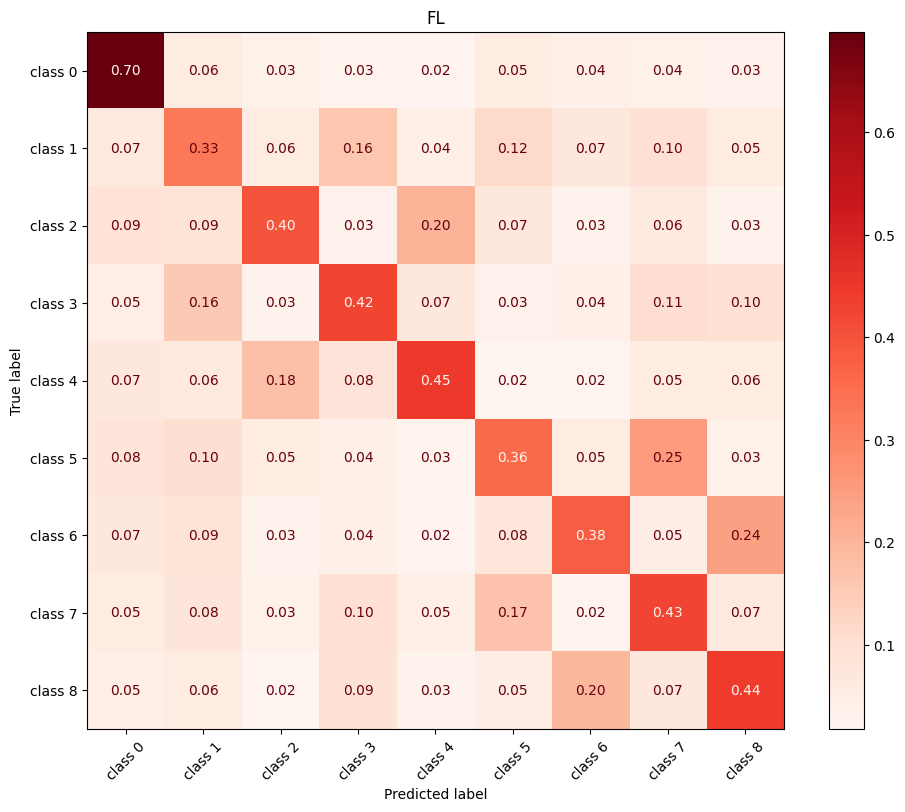 FL
class 0 0.70 0.06 0.03 0.03 0.02 0.05 0.04 0.04 0.03
class 1 0.07 0.33 0.06 0.16 0.04 0.12 0.07 0.10 0.05
class 2 0.09 0.09 0.40 0.03 0.20 0.07 0.03 0.06 0.03
class 3 0.05 0.16 0.03 0.42 0.07 0.03 0.04 0.11 0.10
class 4 0.07 0.06 0.18 0.08 0.45 0.02 0.02 0.05 0.06
class 5 0.08 0.10 0.05 0.04 0.03 0.36 0.05 0.25 0.03
class 6 0.07 0.09 0.03 0.04 0.02 0.08 0.38 0.05 0.24
class 7 0.05 0.08 0.03 0.10 0.05 0.17 0.02 0.43 0.07
class 8 0.05 0.06 0.02 0.09 0.03 0.05 0.20 0.07 0.44
True label
class 0 class 1 class 2 class 3 class 4 class 5 class 6 class 7 class 8
Predicted label
0.6
0.5
0.4
0.3
0.2
0.1